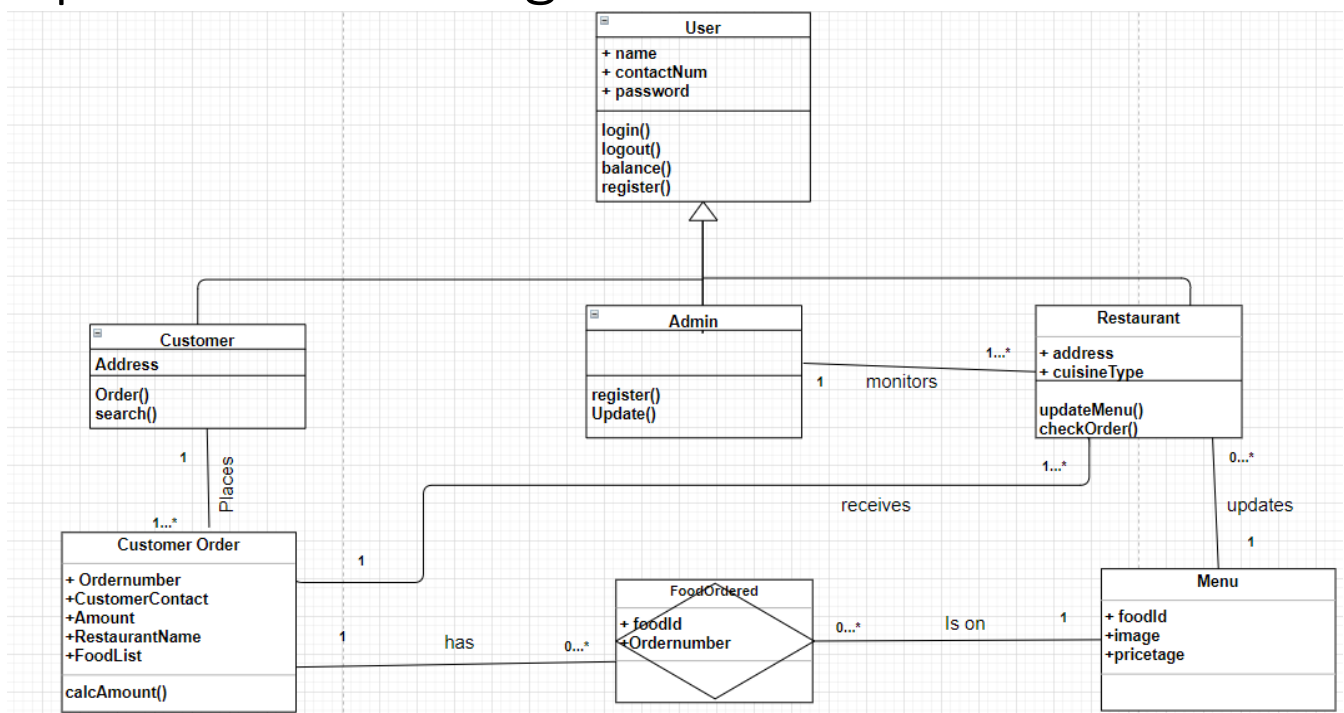 User
+ name
+ contactNum
+ password
login()
logout()
balance()
register()
Customer
Address
Order()
search()
Admin
register()
Update()
Restaurant
+ address
+ cuisineType
updateMenu()
checkOrder()
1...*
1
monitors
1
Places
1...*
1...*
receives
1
0...*
updates
1
Customer Order
+ Ordernumber
+CustomerContact
+Amount
+RestaurantName
+FoodList
calcAmount()
1
has
0...*
FoodOrdered
+ foodId
+Ordernumber
0...*
Is on
1
Menu
+ foodId
+image
+pricetage